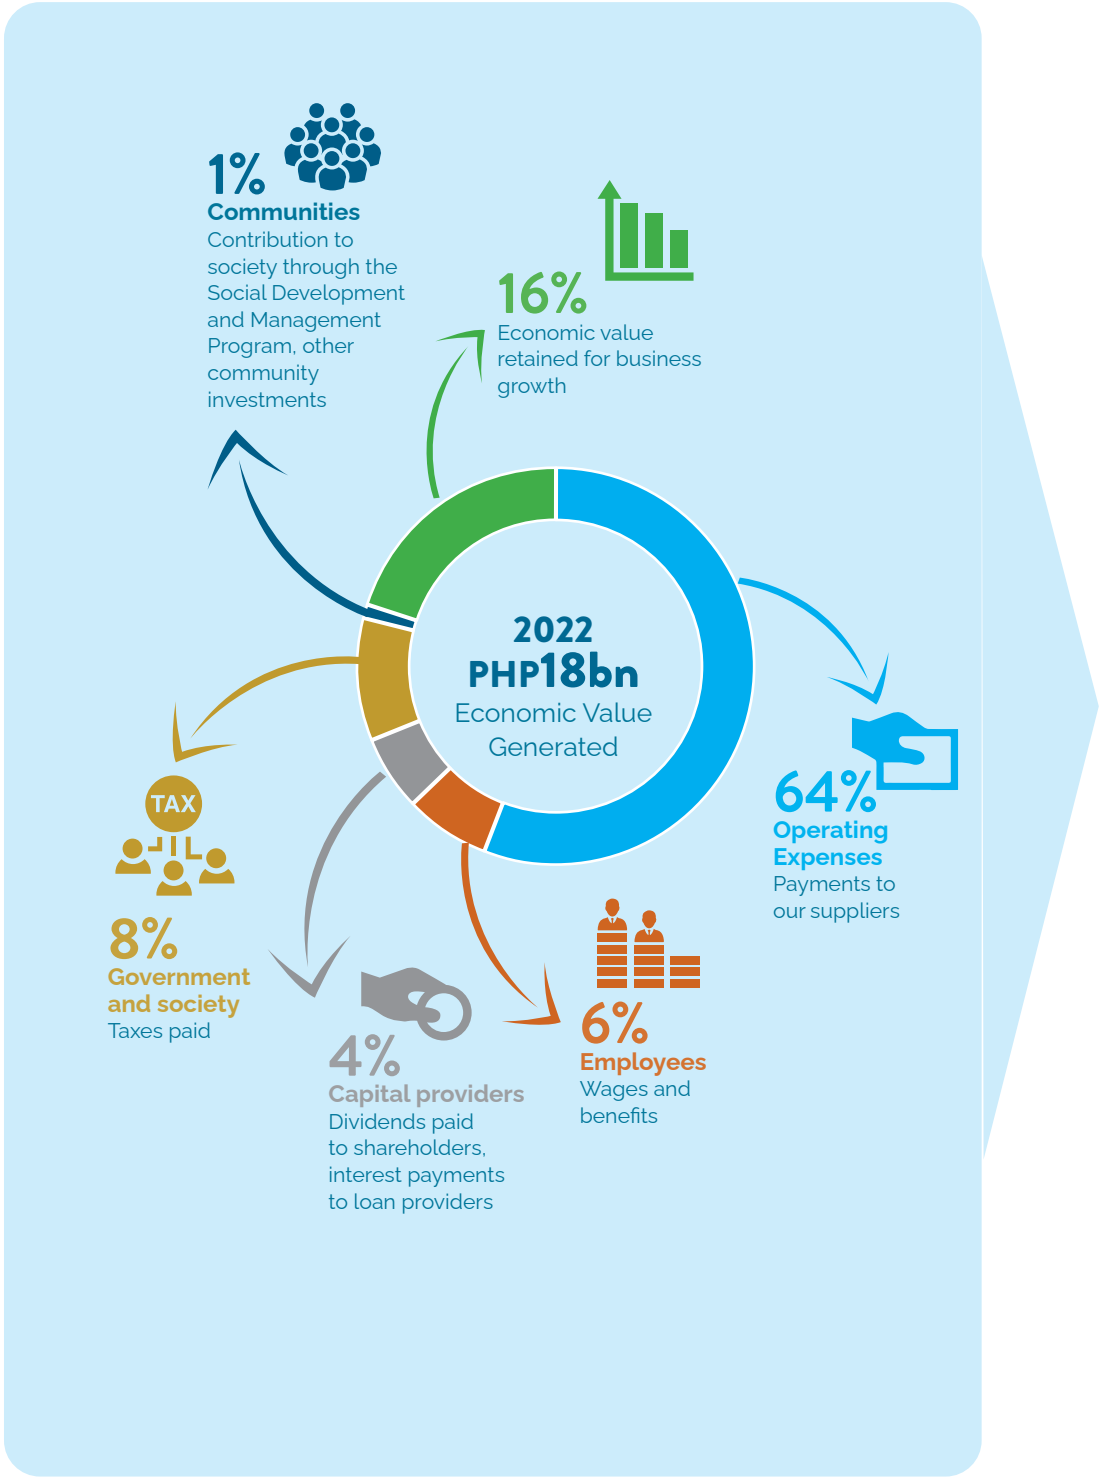 1%
Communities
Contribution to
society through the
Social Development
and Management
Program, other
community
investments
16%
Economic value
retained for business
growth
2022
PHP18bn
Economic Value
Generated
64%
Operating
Expenses
Payments to
our suppliers
TAX
8%
Government
and society
Taxes paid
4%
Capital providers
Dividends paid
to shareholders,
interest payments
to loan providers
6%
Employees
Wages and
benefits